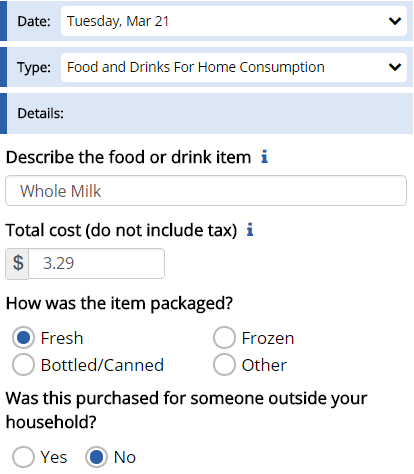 Date: Tuesday, Mar 21
Type: Food and Drinks For Home Consumption
Details:
Describe the food or drink item i
Whole Milk
Total cost (do not include tax) i
$ 3.29
How was the item packaged?
Fresh Frozen
Bottled/Canned Other
Was this purchased for someone outside your
household?
Yes No